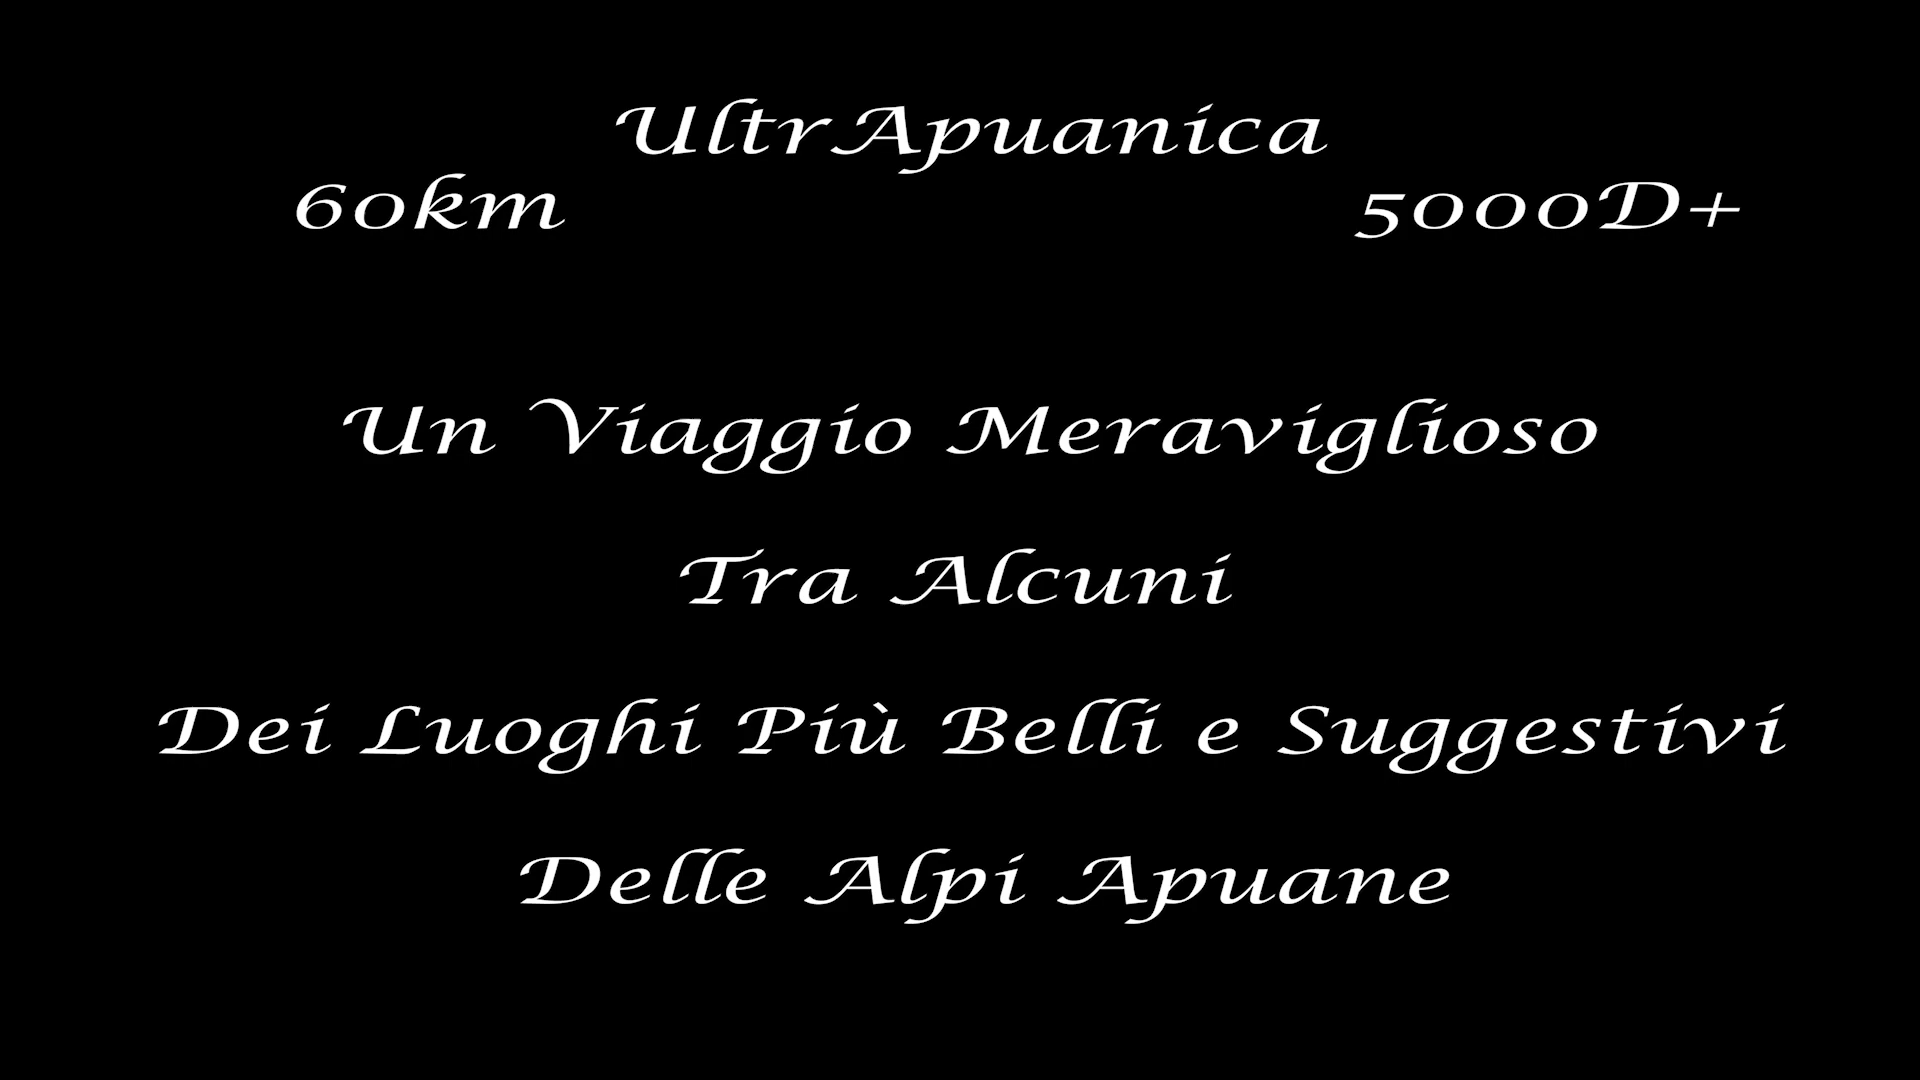 UltrApuanica
60km 5000D+
Un Viaggio Meraviglioso
Tra Alcuni
Dei Luoghi Più Belli e Suggestivi
Delle Alpi Apuane